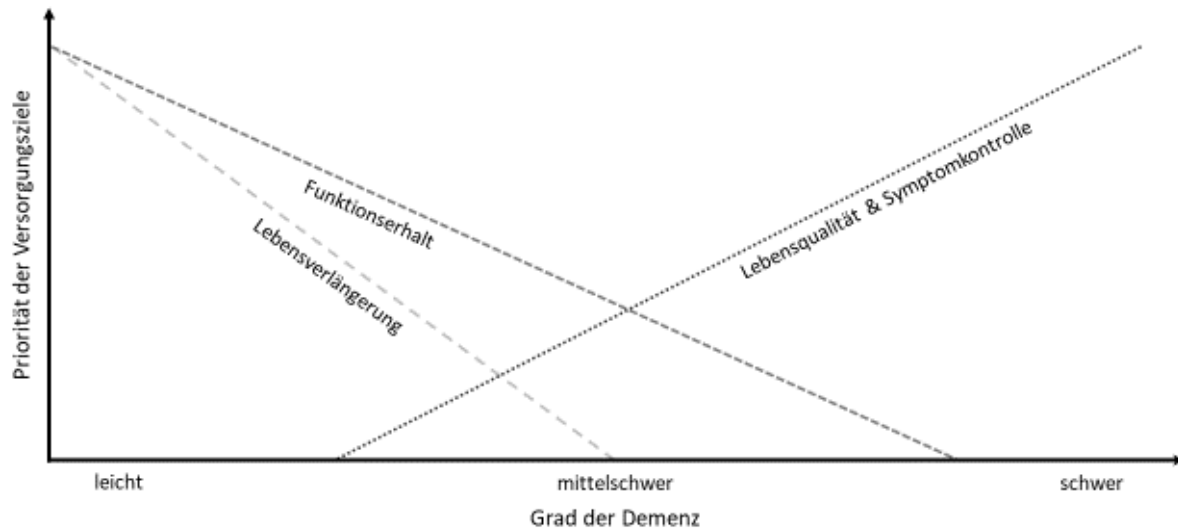 Priorität der Versorgungsziele
Funktionserhalt
Lebensverlängerung
Lebensqualität & Symptomkontrolle
leicht
mittelschwer
schwer
Grad der Demenz